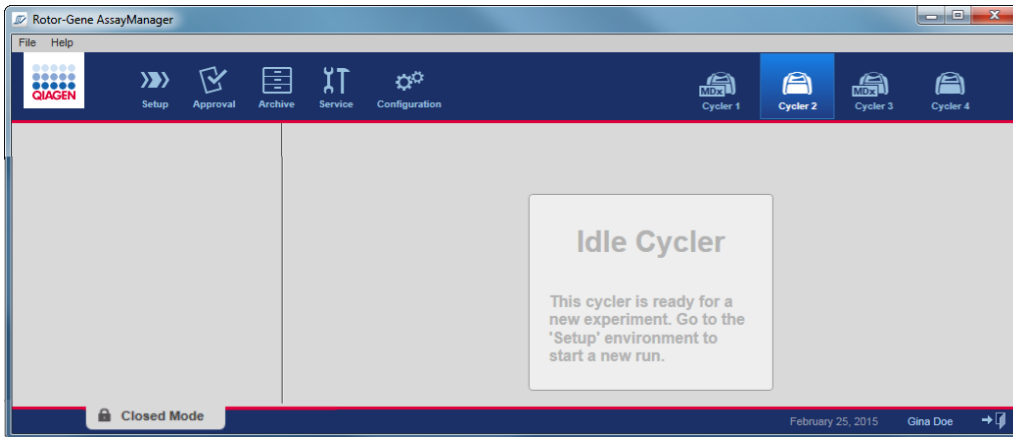 Rotor-Gene AssayManager
File Help
QIAGEN
Setup Approval Archive Service Configuration
MDx MDx
Cycler 1 Cycler 2 Cycler 3 Cycler 4
Idle Cycler
This cycler is ready for a
new experiment. Go to the
'Setup' environment to
start a new run.
Closed Mode
February 25, 2015 Gina Doe